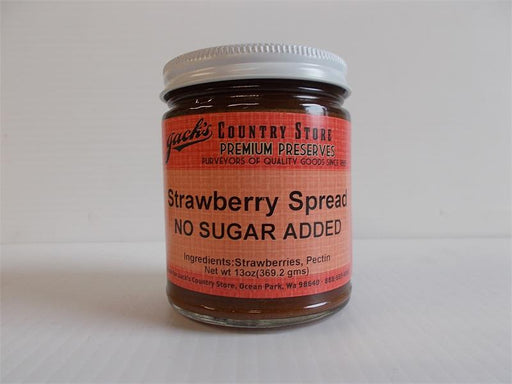 Jack's COUNTRY STORE
PREMIUM PRESERVES
PURVEYORS OF QUALITY GOODS SINCE
Strawberry Spread
NO SUGAR ADDED
Ingredients:Strawberries, Pectin
Net wt 13oz(369.2 gms)
Jack's Country Store, Ocean Park, Wa 98640